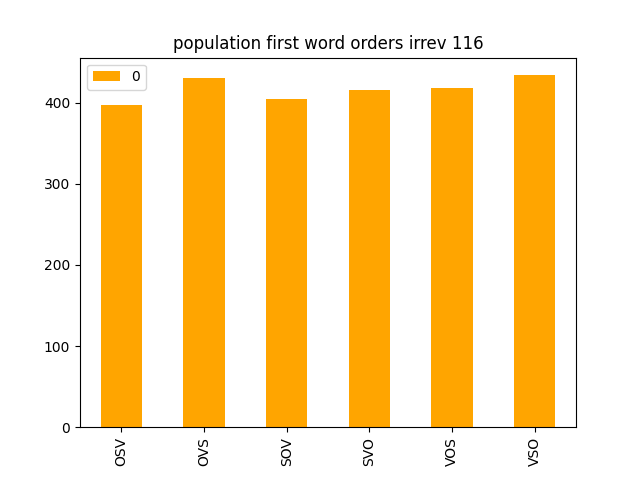 population first word orders irrev 116
0
400
300
200
100
0
OSV
OVS
SOV
SVO
VOS
VSO